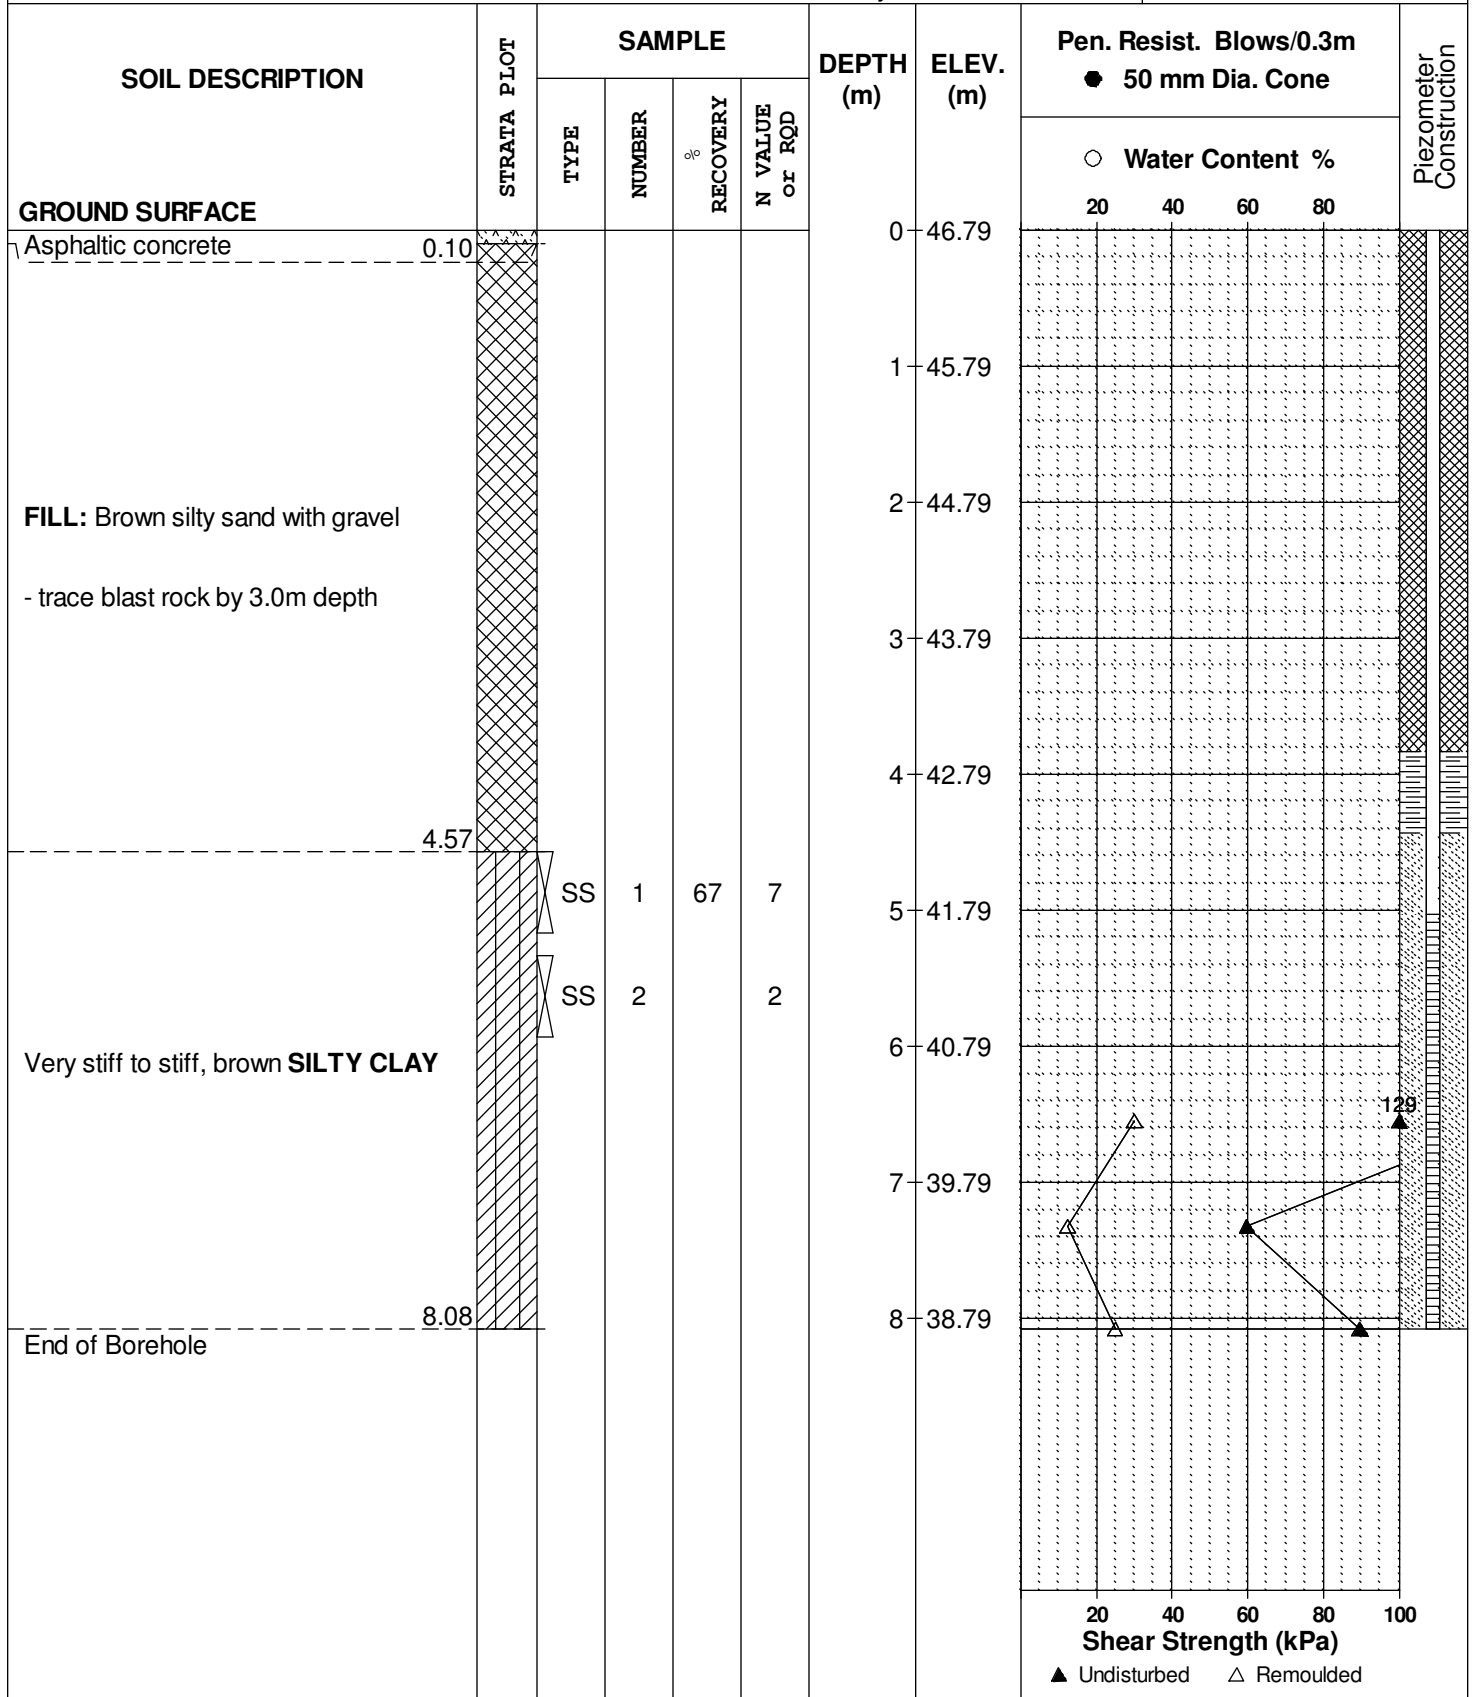 SOIL DESCRIPTION
GROUND SURFACE
STRATA PLOT
SAMPLE
TYPE
NUMBER
% RECOVERY
N VALUE or RQD
DEPTH (m)
ELEV. (m)
Pen. Resist. Blows/0.3m
● 50 mm Dia. Cone
○ Water Content %
20 40 60 80
Piezometer Construction
0 46.79
Asphaltic concrete 0.10
1 45.79
2 44.79
FILL: Brown silty sand with gravel
- trace blast rock by 3.0m depth
3 43.79
4 42.79
4.57
SS 1 67 7
5 41.79
SS 2 2
6 40.79
Very stiff to stiff, brown SILTY CLAY
129
7 39.79
8.08
8 38.79
End of Borehole
20 40 60 80 100
Shear Strength (kPa)
▲ Undisturbed △ Remoulded